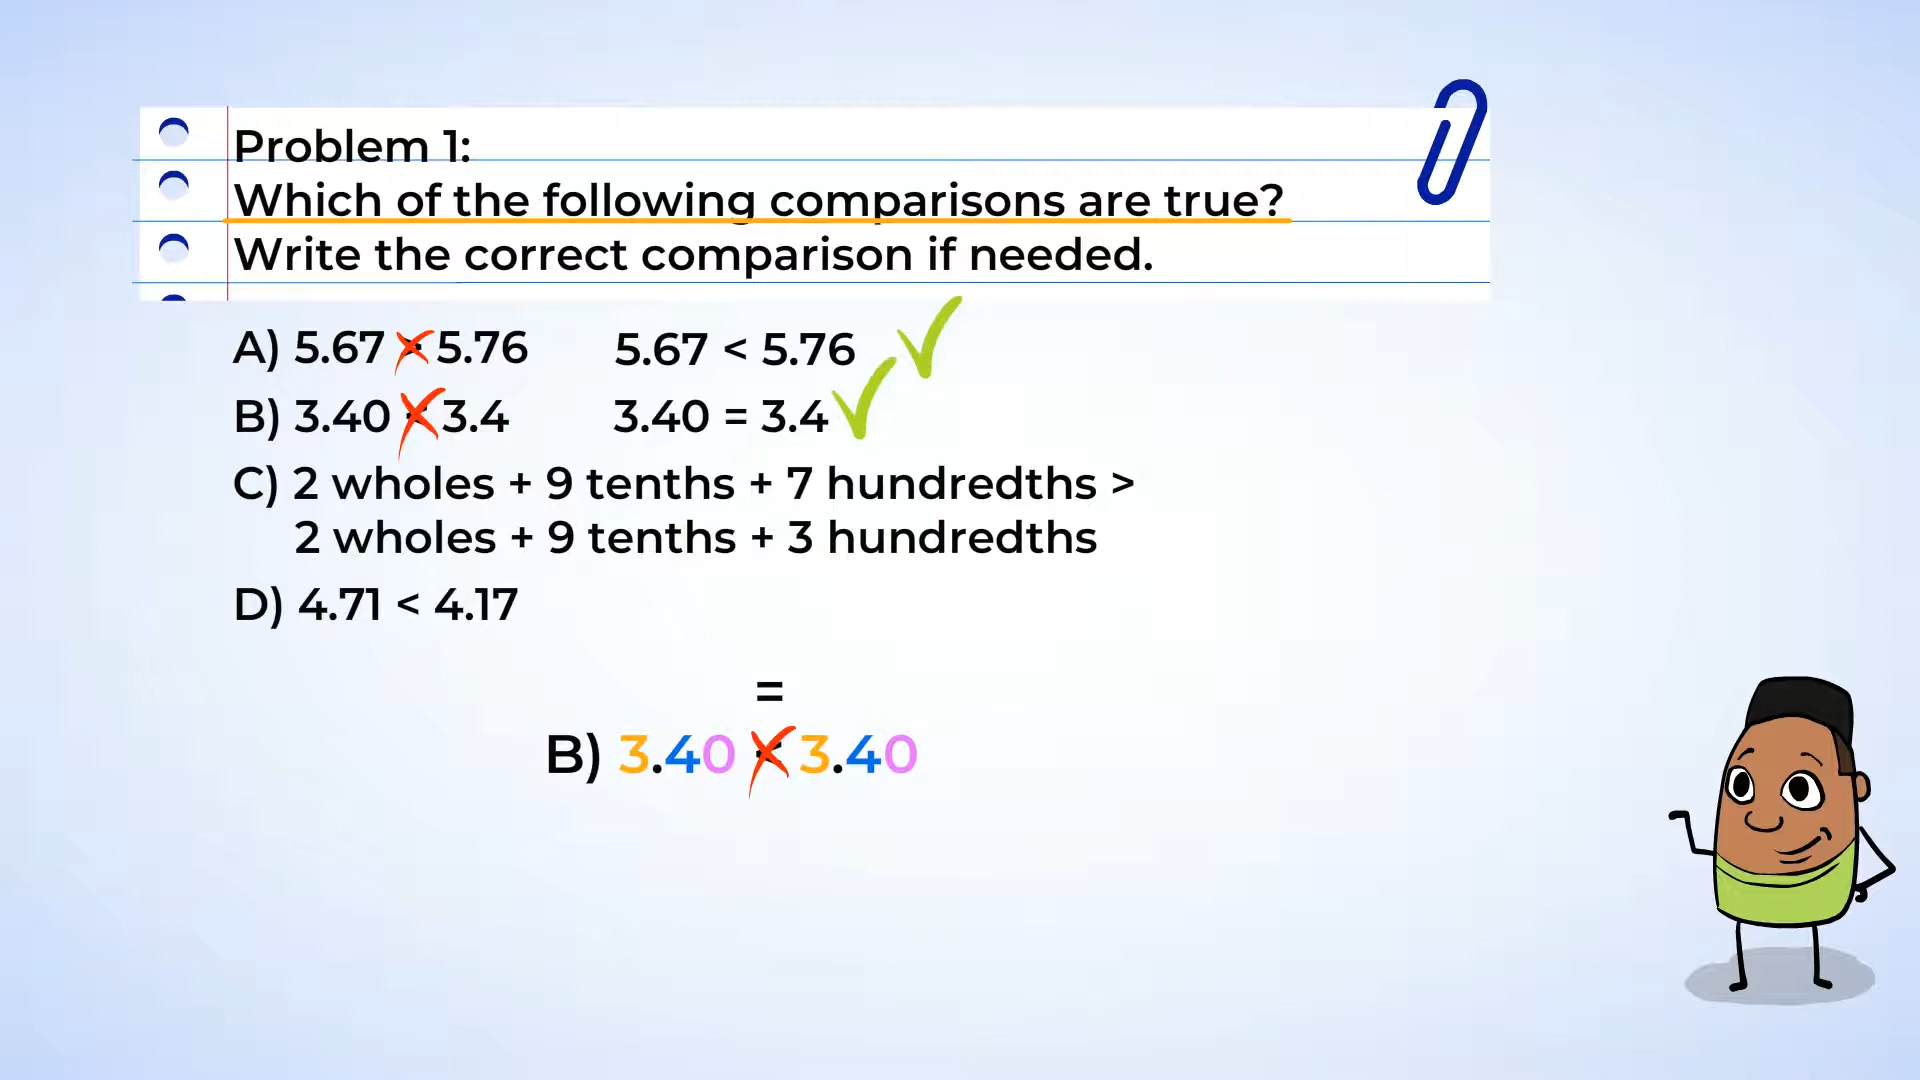 Problem 1:
Which of the following comparisons are true?
Write the correct comparison if needed.
A) 5.67 5.76 5.67 < 5.76
B) 3.40 3.4 3.40 = 3.4
C) 2 wholes + 9 tenths + 7 hundredths >
2 wholes + 9 tenths + 3 hundredths
D) 4.71 < 4.17
=
B) 3.40 3.40